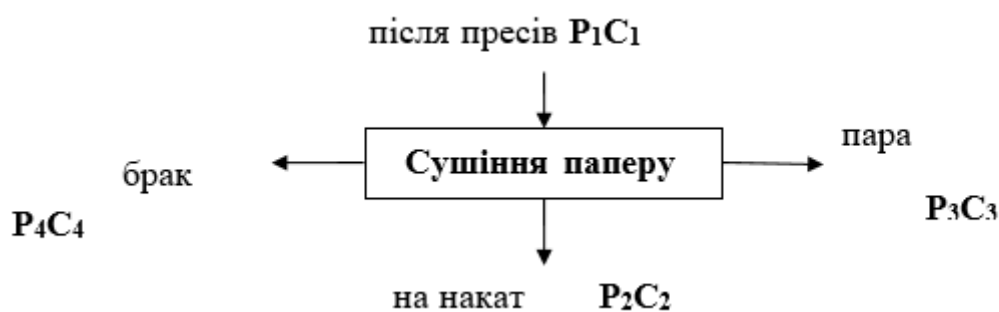 після пресів P₁C₁
Сушіння паперу
пара
брак
P₄C₄
P₃C₃
на накат P₂C₂